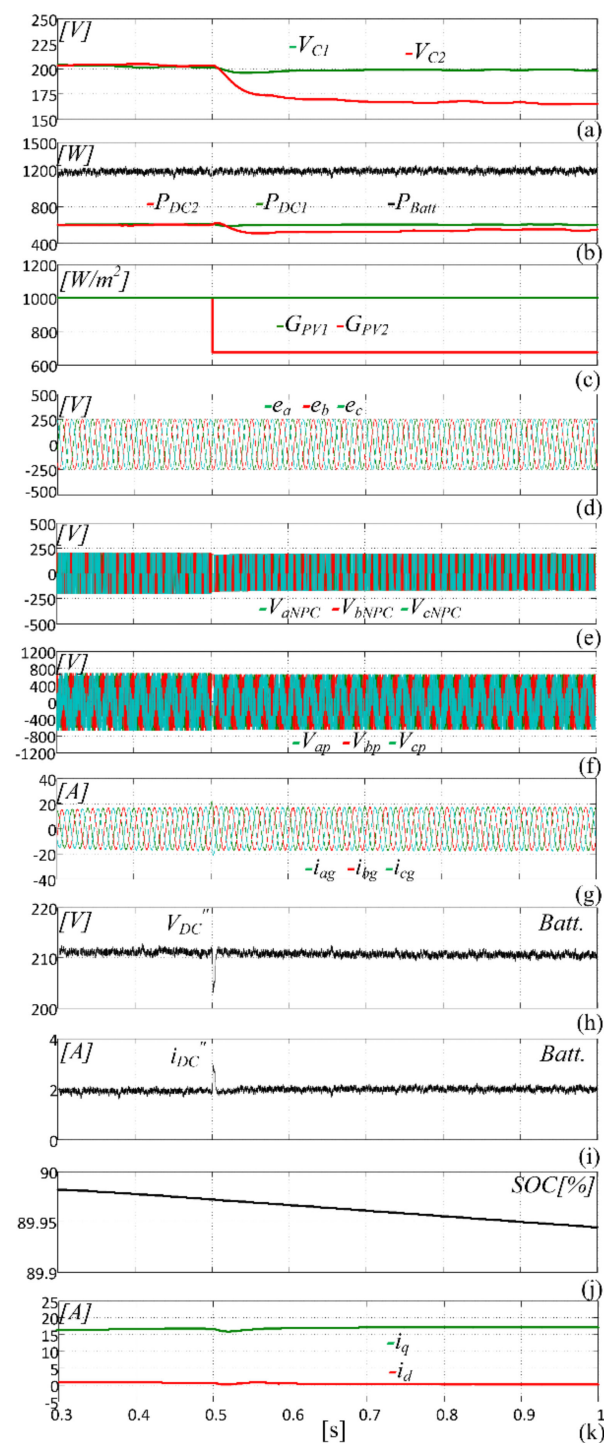 [V]
250
225
200
175
150
V_C1
V_C2
(a)
[W]
1500
1200
800
400
P_DC2 P_DC1 P_Batt
(b)
[W/m²]
1200
1000
800
600
G_PV1 G_PV2
(c)
[V]
500
250
0
-250
-500
e_a e_b e_c
(d)
[V]
500
250
0
-250
-500
V_aNPC V_bNPC V_cNPC
(e)
[V]
1200
800
400
0
-400
-800
-1200
V_ap V_bp V_cp
(f)
[A]
40
20
0
-20
-40
i_ag i_bg i_cg
(g)
[V]
220
210
200
V_DC″
Batt.
(h)
[A]
4
2
0
i_DC″
Batt.
(i)
90
89.95
89.9
SOC[%]
(j)
[A]
25
20
15
10
5
0
-5
i_q
i_d
0.3 0.5 0.6 0.7 0.8 0.9 1
[s]
(k)